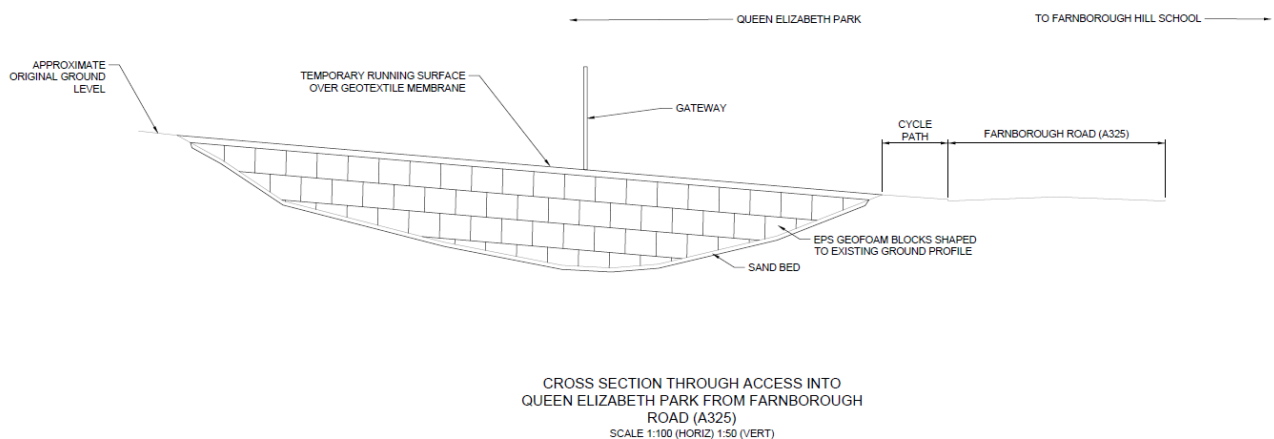 QUEEN ELIZABETH PARK
TO FARNBOROUGH HILL SCHOOL
APPROXIMATE
ORIGINAL GROUND
LEVEL
TEMPORARY RUNNING SURFACE
OVER GEOTEXTILE MEMBRANE
GATEWAY
CYCLE
PATH
FARNBOROUGH ROAD (A325)
EPS GEOFOAM BLOCKS SHAPED
TO EXISTING GROUND PROFILE
SAND BED
CROSS SECTION THROUGH ACCESS INTO
QUEEN ELIZABETH PARK FROM FARNBOROUGH
ROAD (A325)
SCALE 1:100 (HORIZ) 1:50 (VERT)